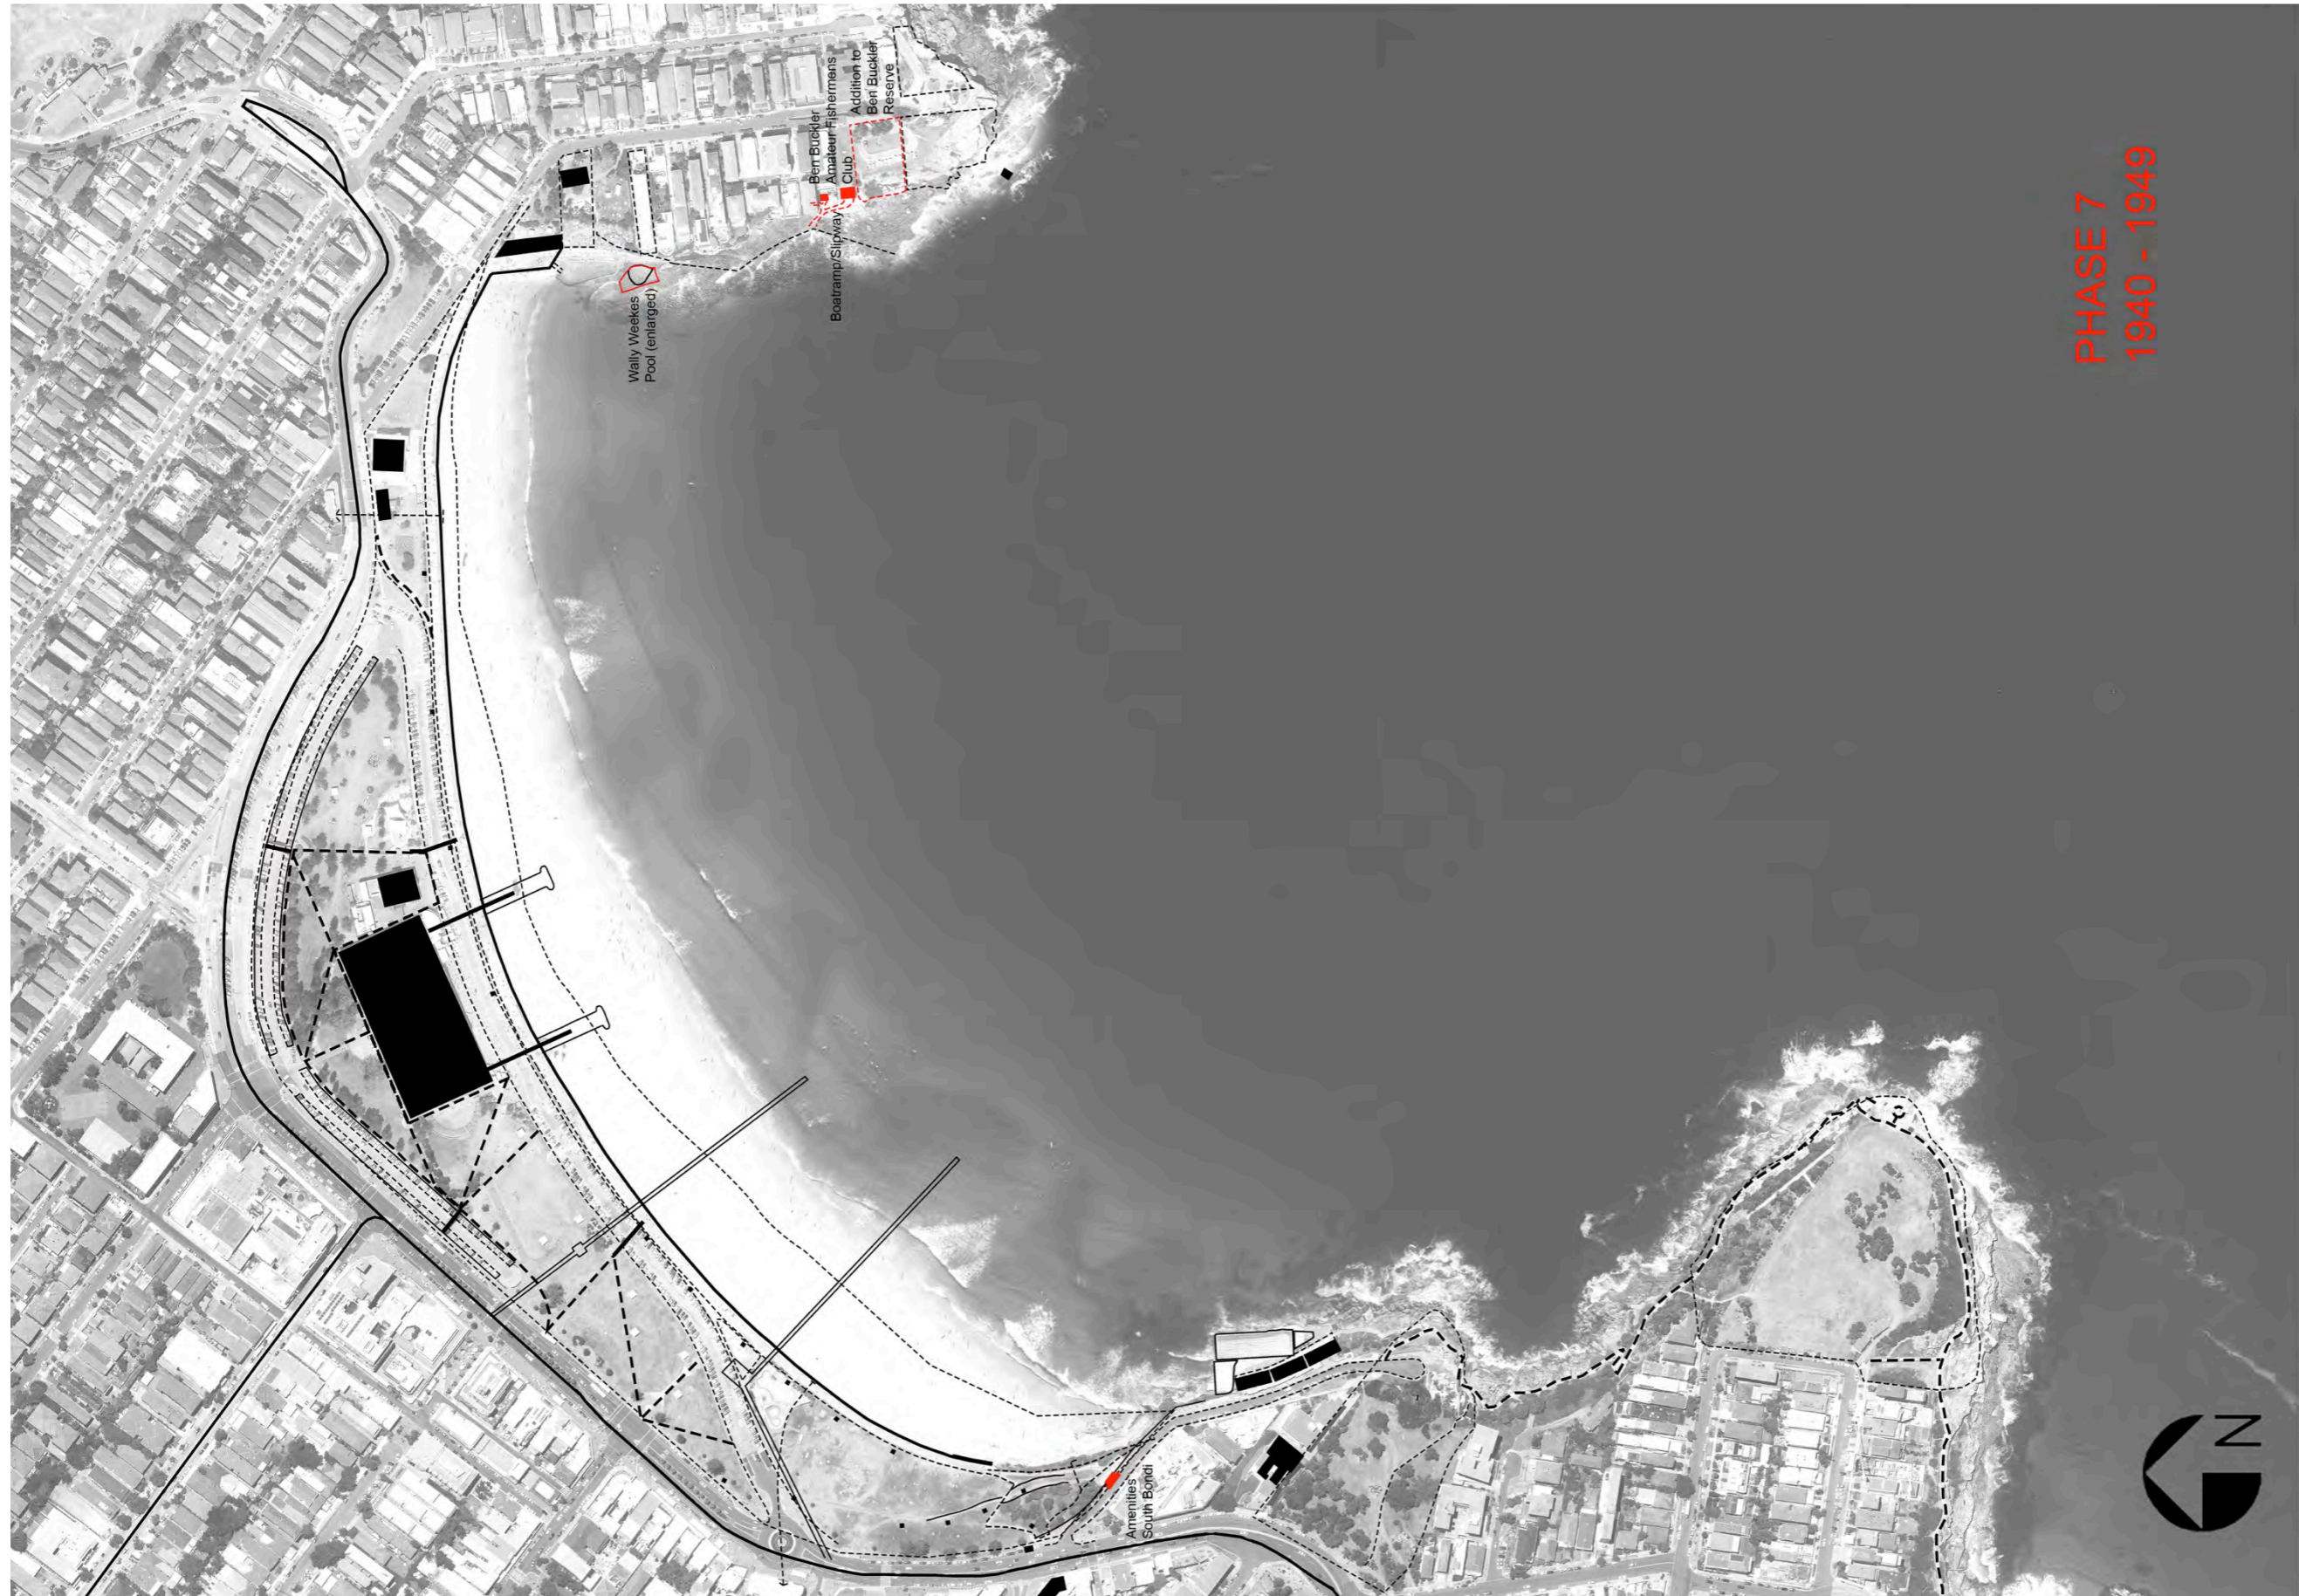 PHASE 7
1940 - 1949
Ben Buckler
Amateur Fishermens
Club
Addition to
Ben Buckler
Reserve
Boatramp/Slipway
Wally Weekes
Pool (enlarged)
Amenities
South Bondi
N